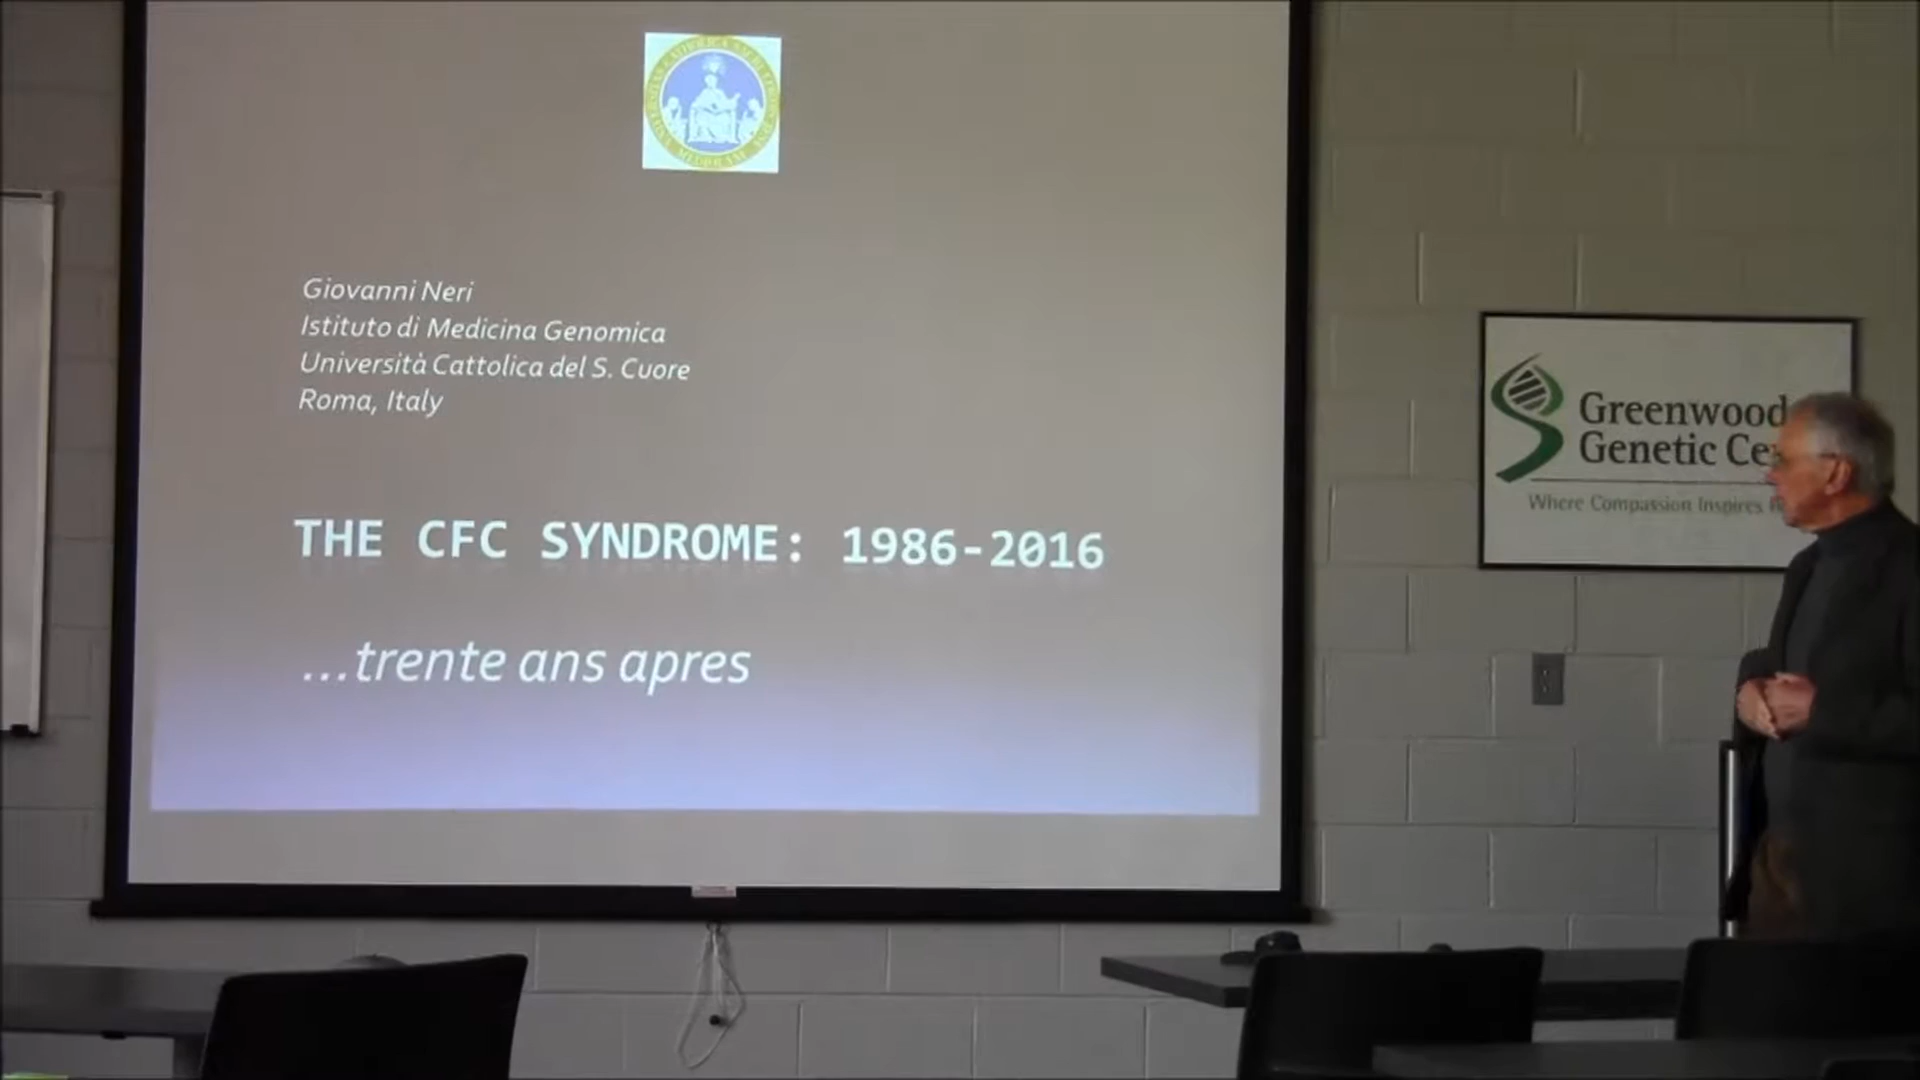 Giovanni Neri
Istituto di Medicina Genomica
Università Cattolica del S. Cuore
Roma, Italy
THE CFC SYNDROME: 1986-2016
...trente ans apres
Greenwood
Genetic
Where Compassion Inspires